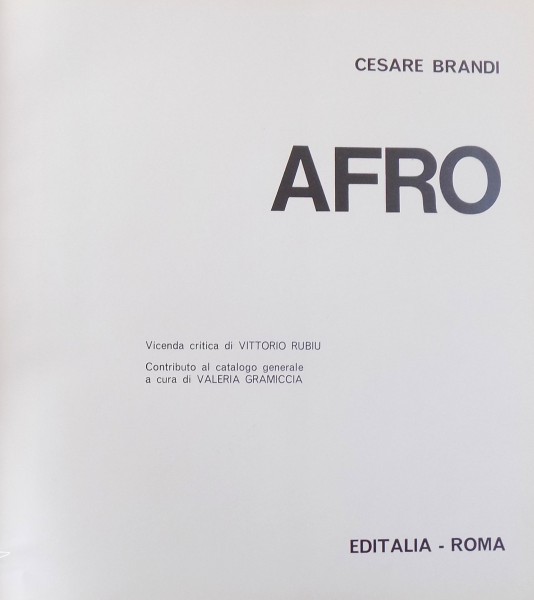 CESARE BRANDI
AFRO
Vicenda critica di VITTORIO RUBIU
Contributo al catalogo generale
a cura di VALERIA GRAMICCIA
EDITALIA - ROMA